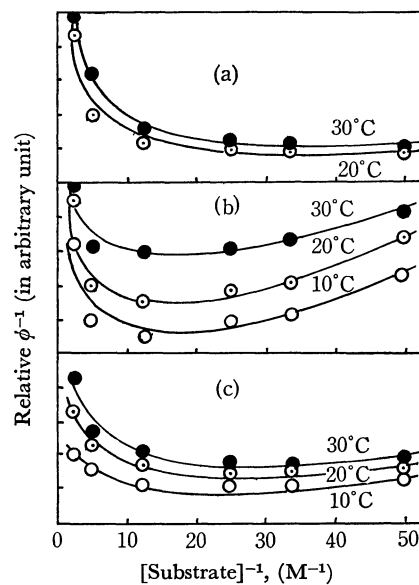 (a)
30°C
20°C
(b)
30°C
20°C
10°C
(c)
30°C
20°C
10°C
Relative ϕ⁻¹ (in arbitrary unit)
0 10 20 30 40 50
[Substrate]⁻¹, (M⁻¹)